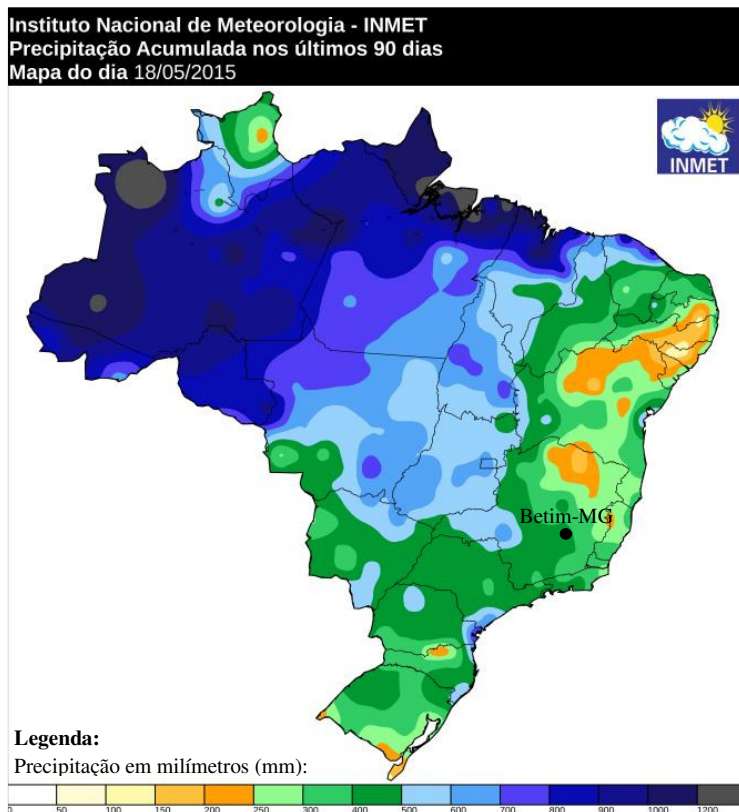 Instituto Nacional de Meteorologia - INMET
Precipitação Acumulada nos últimos 90 dias
Mapa do dia 18/05/2015
INMET
Betim-MG
Legenda:
Precipitação em milímetros (mm):
50 100 150 200 250 300 400 500 600 700 800 900 1000 1200